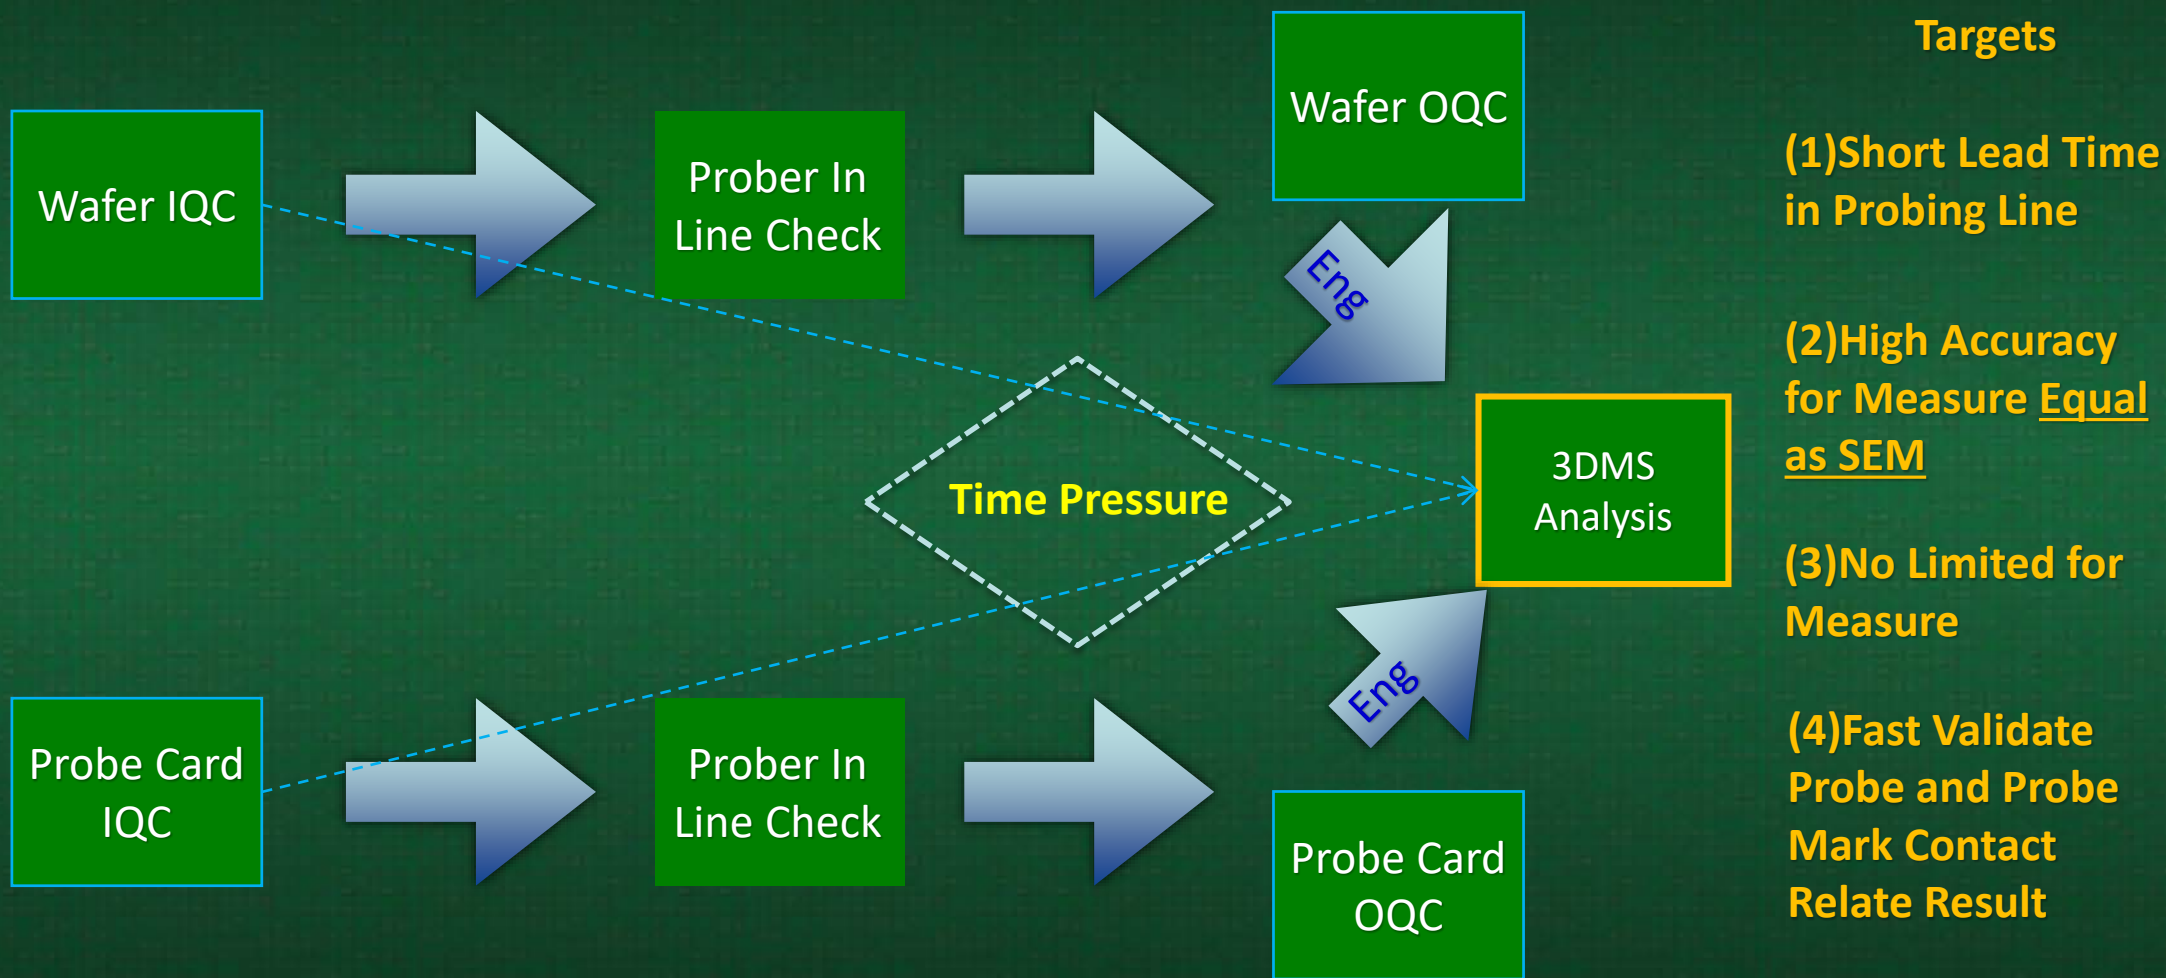 Targets
Wafer OQC
Wafer IQC
Prober In
Line Check
Eng
(1)Short Lead Time
in Probing Line
(2)High Accuracy
for Measure Equal
as SEM
Time Pressure
3DMS
Analysis
(3)No Limited for
Measure
Eng
Probe Card
IQC
Prober In
Line Check
Probe Card
OQC
(4)Fast Validate
Probe and Probe
Mark Contact
Relate Result